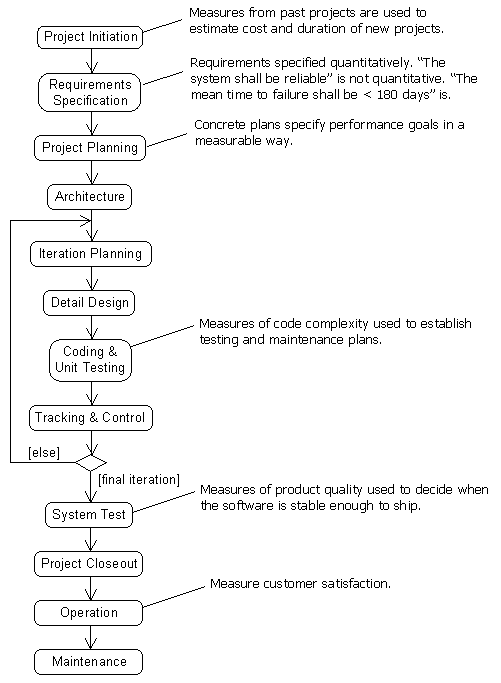 Measures from past projects are used to
estimate cost and duration of new projects.
Project Initiation
Requirements specified quantitatively. “The
system shall be reliable” is not quantitative. “The
mean time to failure shall be < 180 days” is.
Requirements
Specification
Concrete plans specify performance goals in a
measurable way.
Project Planning
Architecture
Iteration Planning
Detail Design
Measures of code complexity used to establish
testing and maintenance plans.
Coding &
Unit Testing
Tracking & Control
[else]
[final iteration]
Measures of product quality used to decide when
the software is stable enough to ship.
System Test
Project Closeout
Measure customer satisfaction.
Operation
Maintenance